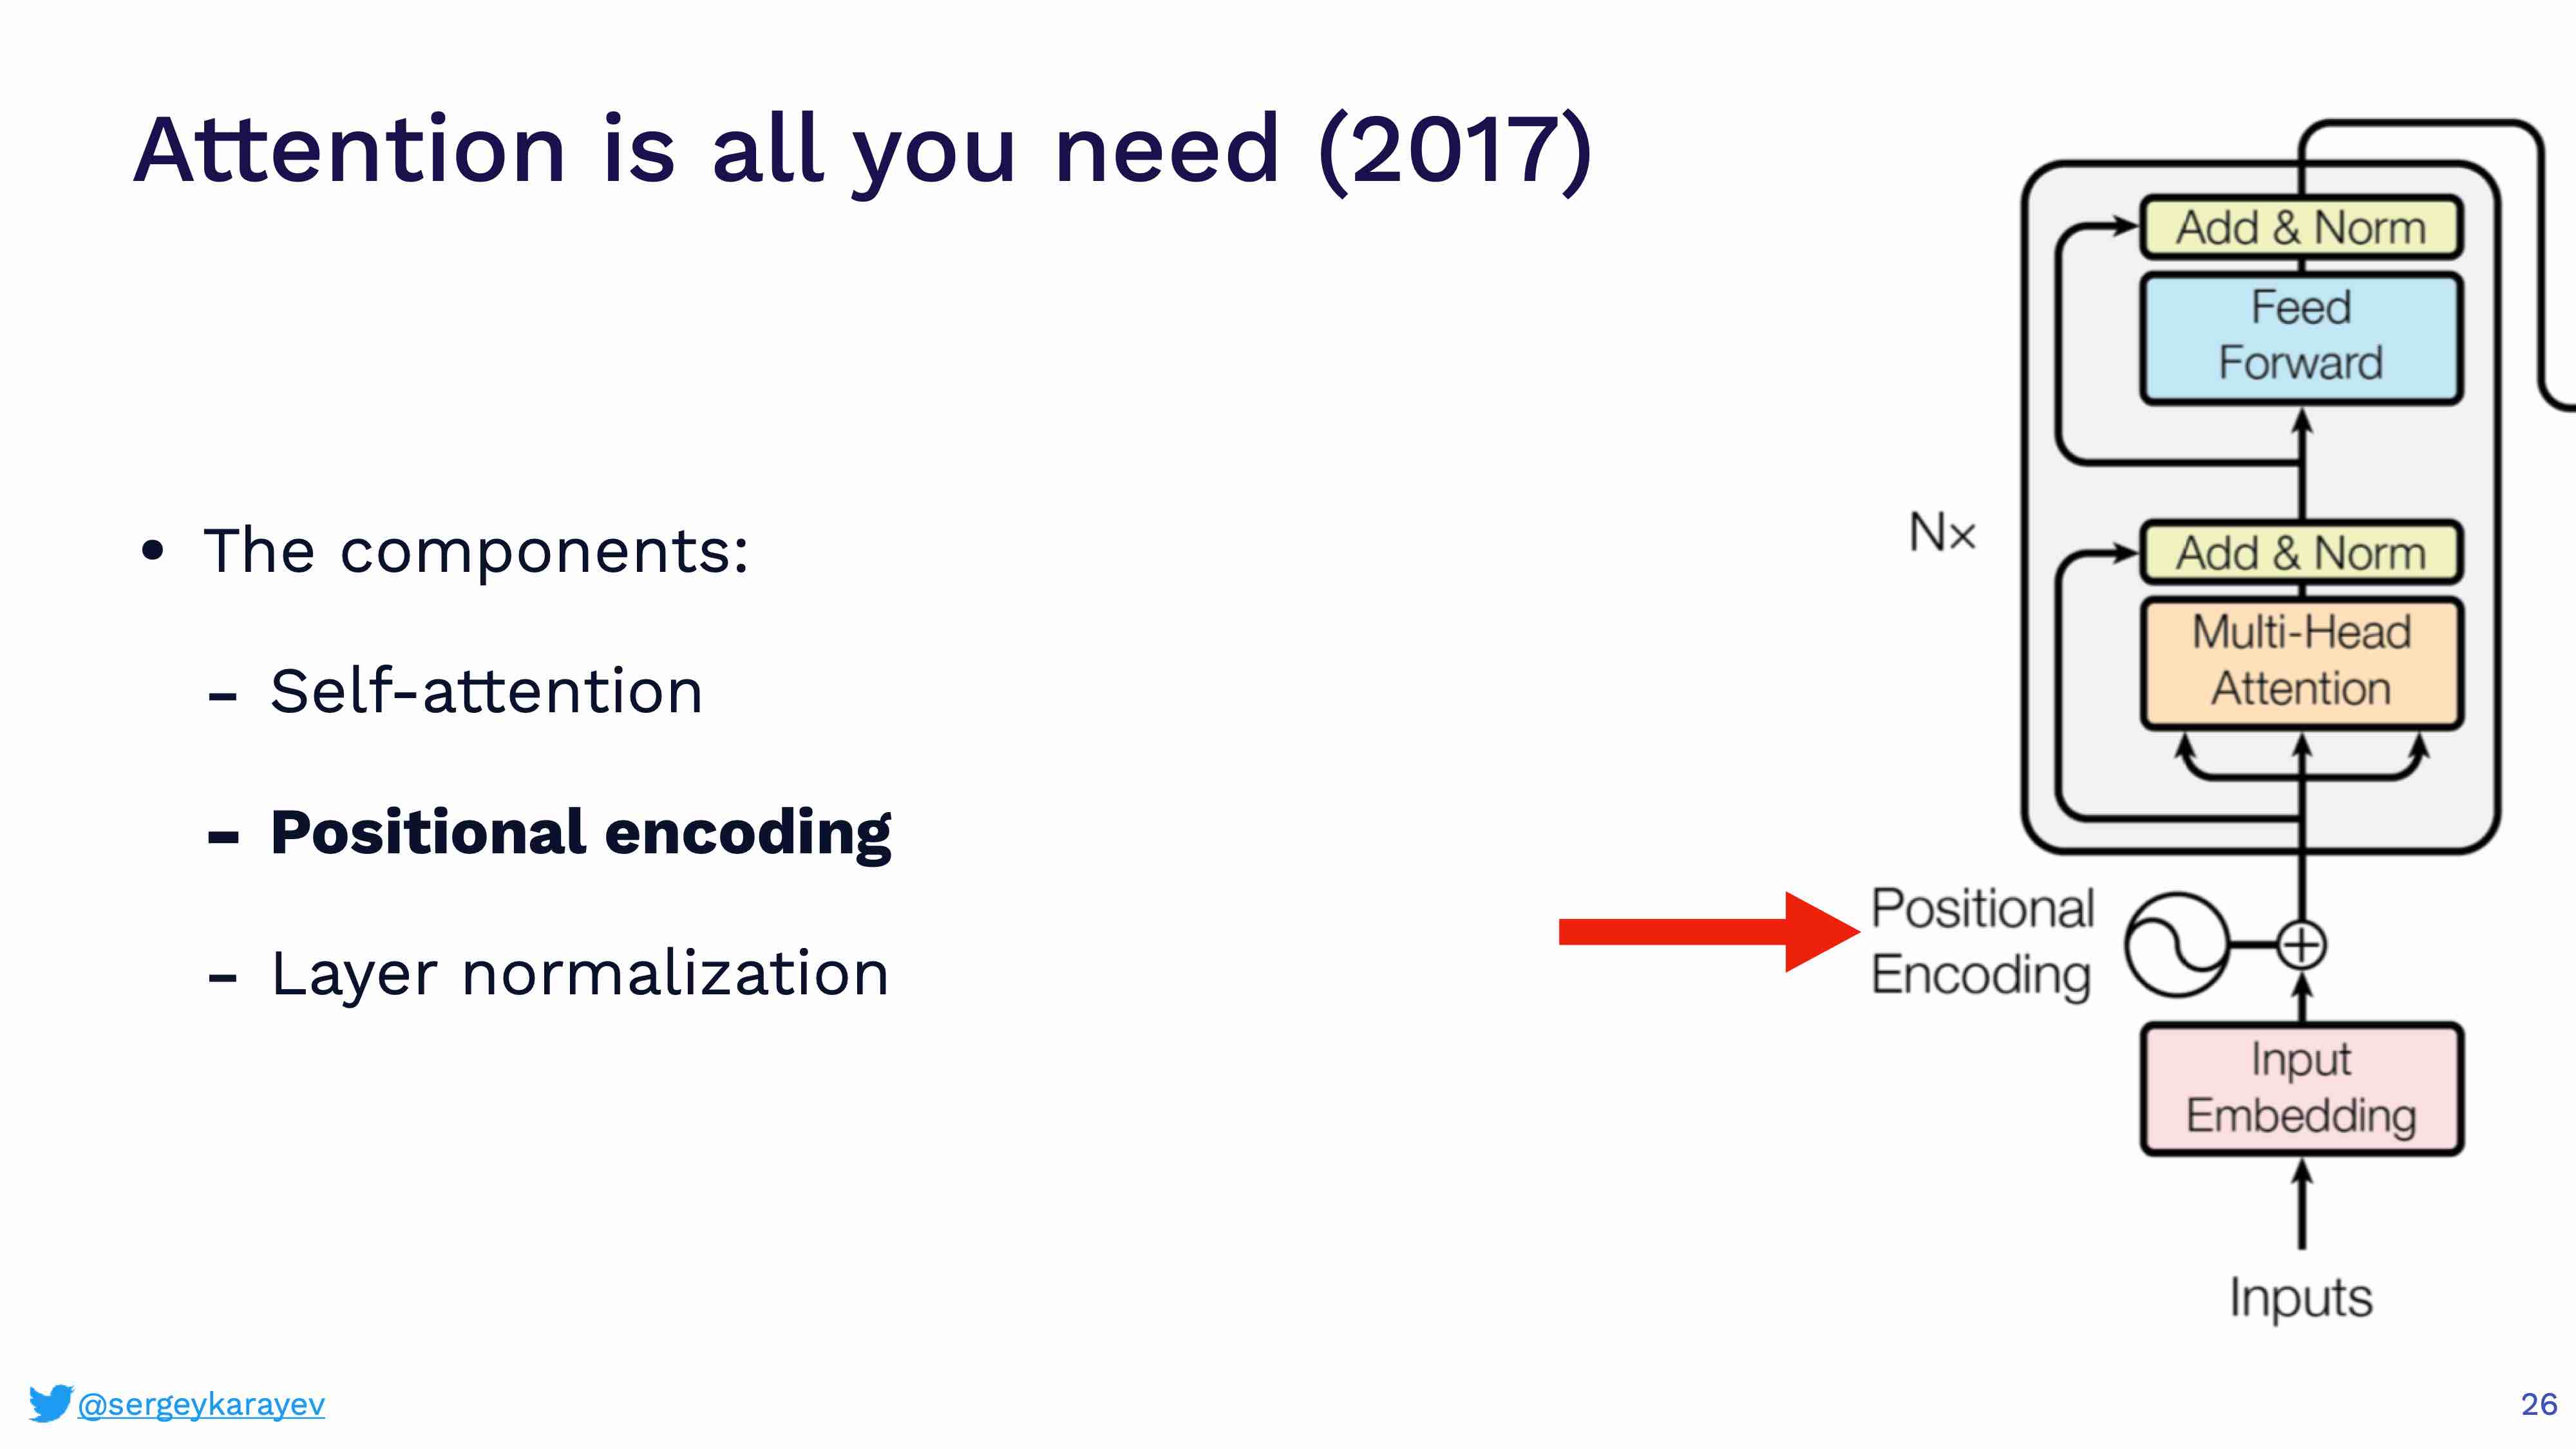 Attention is all you need (2017)
• The components:
- Self-attention
- Positional encoding
- Layer normalization
Add & Norm
Feed
Forward
N×
Add & Norm
Multi-Head
Attention
Positional
Encoding
Input
Embedding
Inputs
@sergeykarayev
26